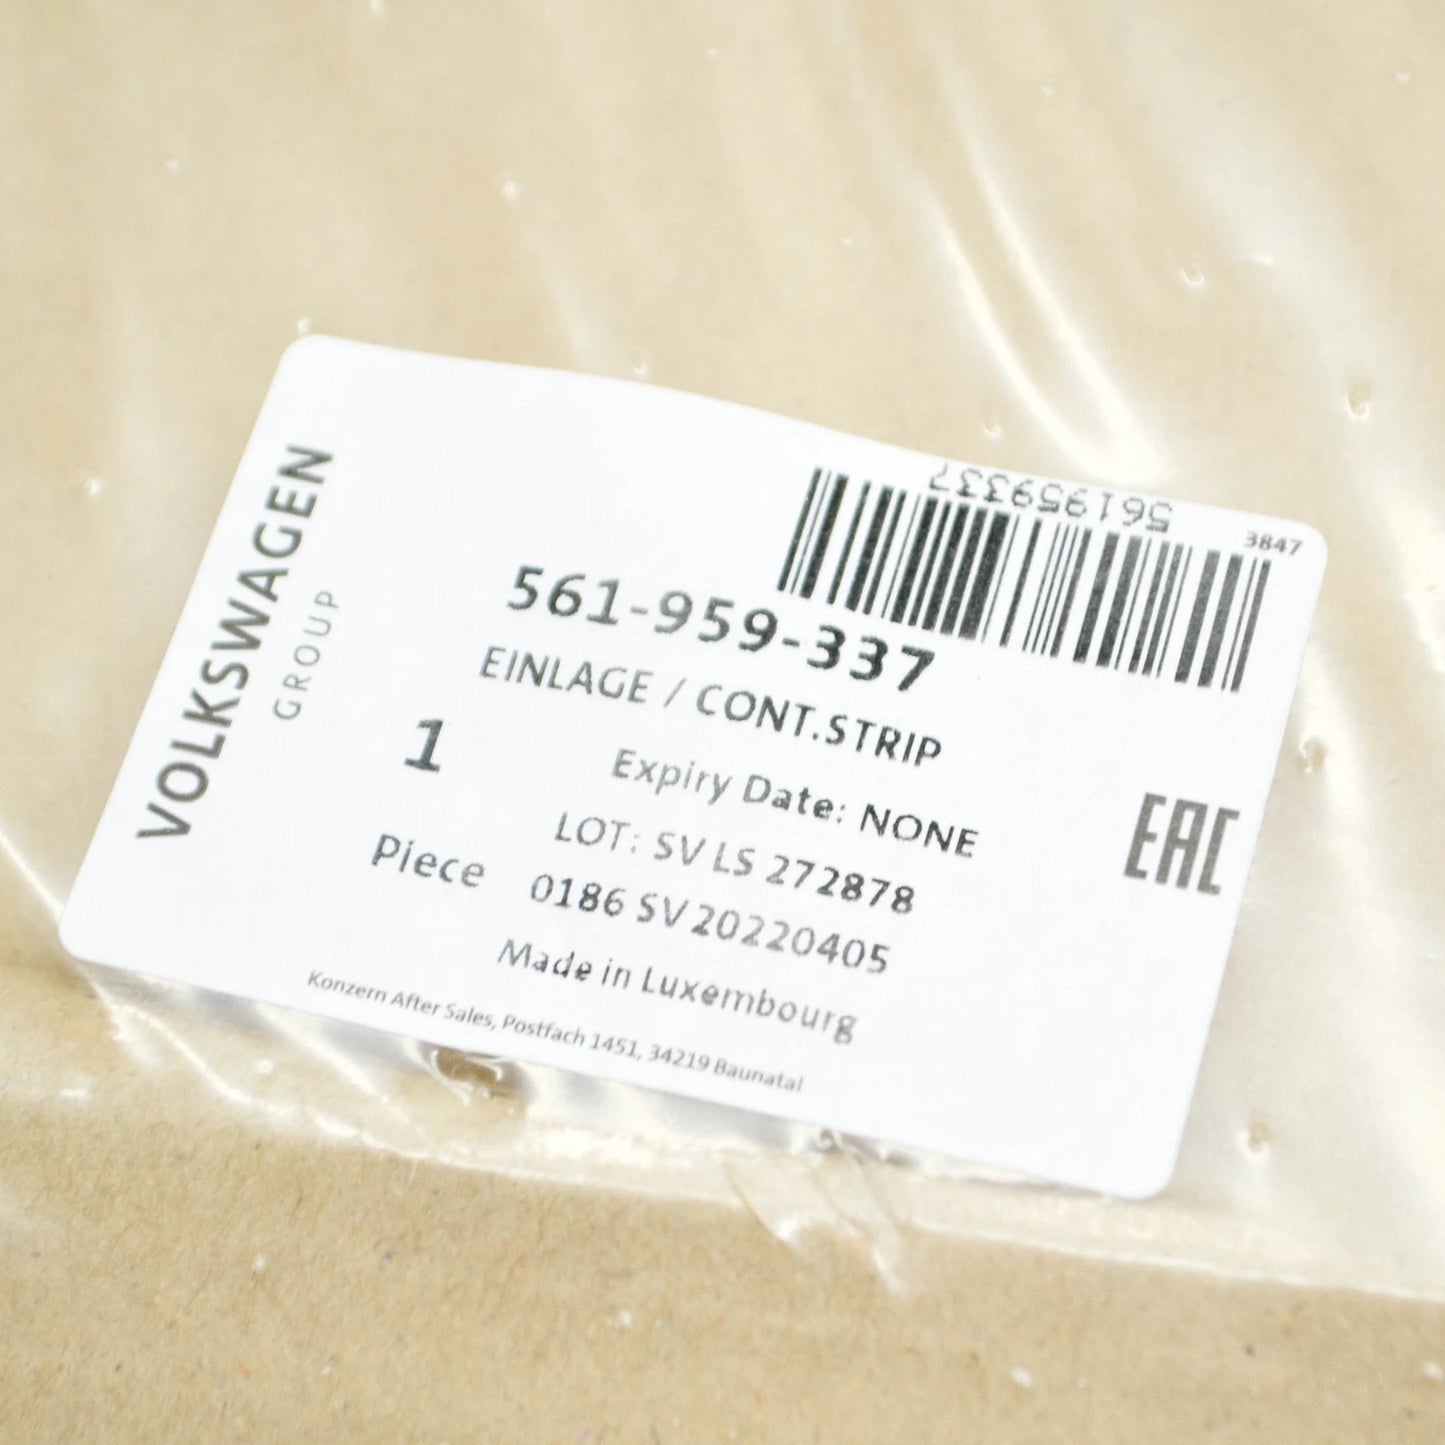 VOLKSWAGEN
GROUP
561959337
3847
561-959-337
EINLAGE / CONT.STRIP
1
Piece
Expiry Date: NONE
LOT: SV LS 272878
0186 SV 20220405
Made in Luxembourg
EAC
Konzern After Sales, Postfach 1451, 34219 Baunatal